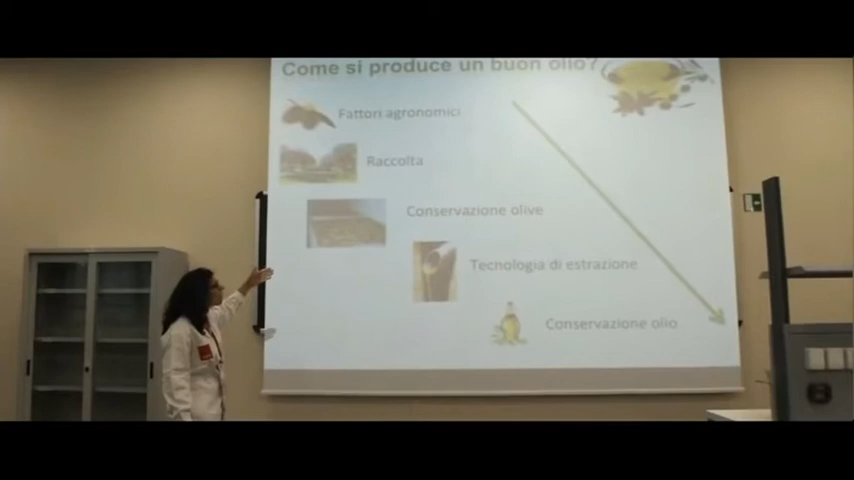 Come si produce un buon olio?
Fattori agronomici
Raccolta
Conservazione olive
Tecnologia di estrazione
Conservazione olio